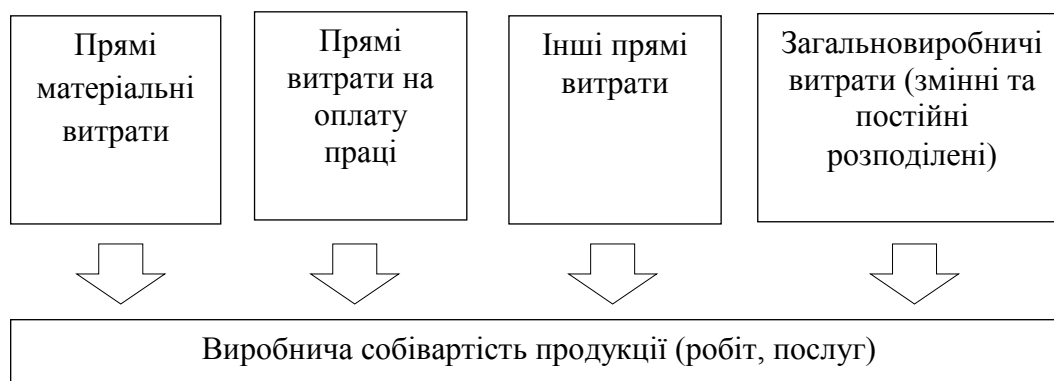 Прямі
матеріальні
витрати
Прямі
витрати на
оплату
праці
Інші прямі
витрати
Загальновиробничі
витрати (змінні та
постійні
розподілені)
Виробнича собівартість продукції (робіт, послуг)